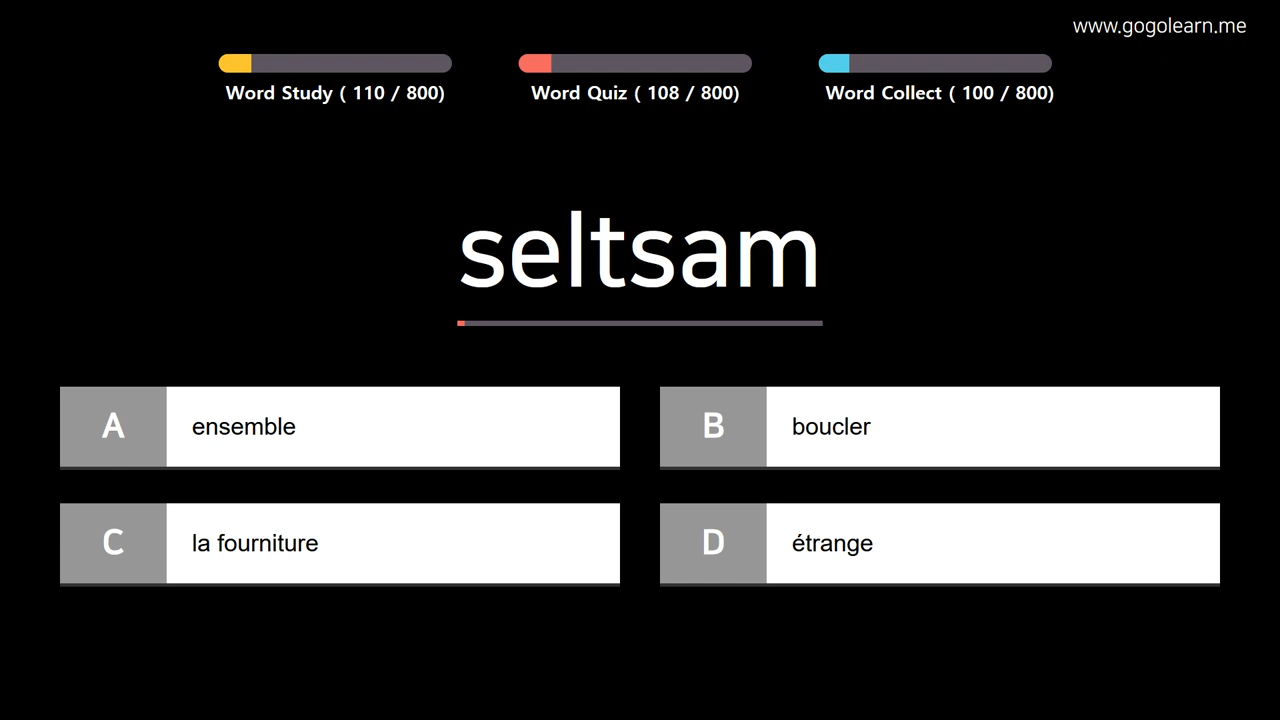 www.gogolearn.me
Word Study ( 110 / 800)
Word Quiz ( 108 / 800)
Word Collect ( 100 / 800)
seltsam
A ensemble
B boucler
C la fourniture
D étrange